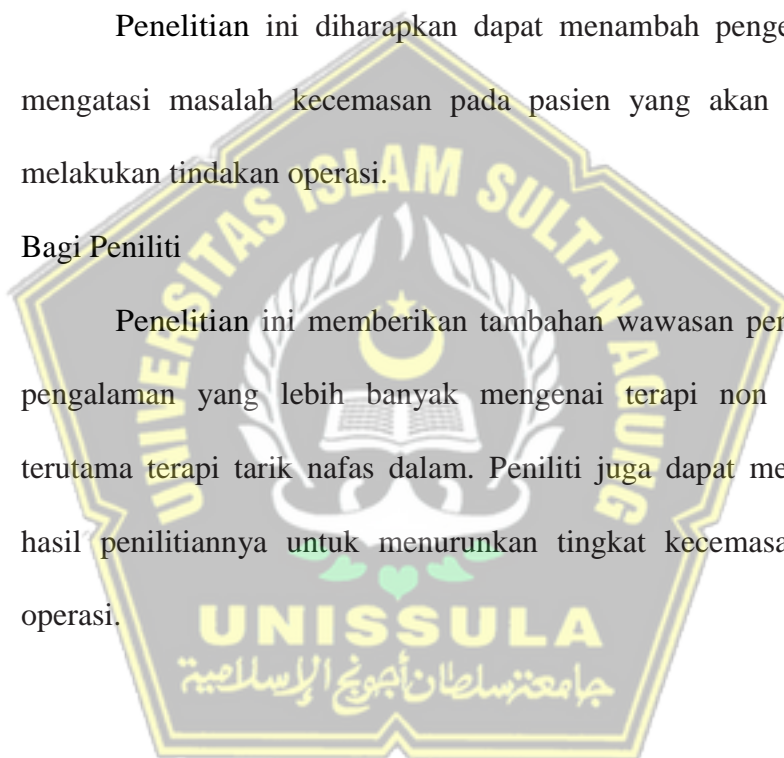 Penelitian ini diharapkan dapat menambah penge
mengatasi masalah kecemasan pada pasien yang akan
melakukan tindakan operasi.
Bagi Peniliti
Penelitian ini memberikan tambahan wawasan pen
pengalaman yang lebih banyak mengenai terapi non
terutama terapi tarik nafas dalam. Peniliti juga dapat me
hasil penilitiannya untuk menurunkan tingkat kecemasa
operasi.
UNIVERSITAS ISLAM SULTAN AGUNG
UNISSULA
جامعة سلطان أجونج الإسلامية